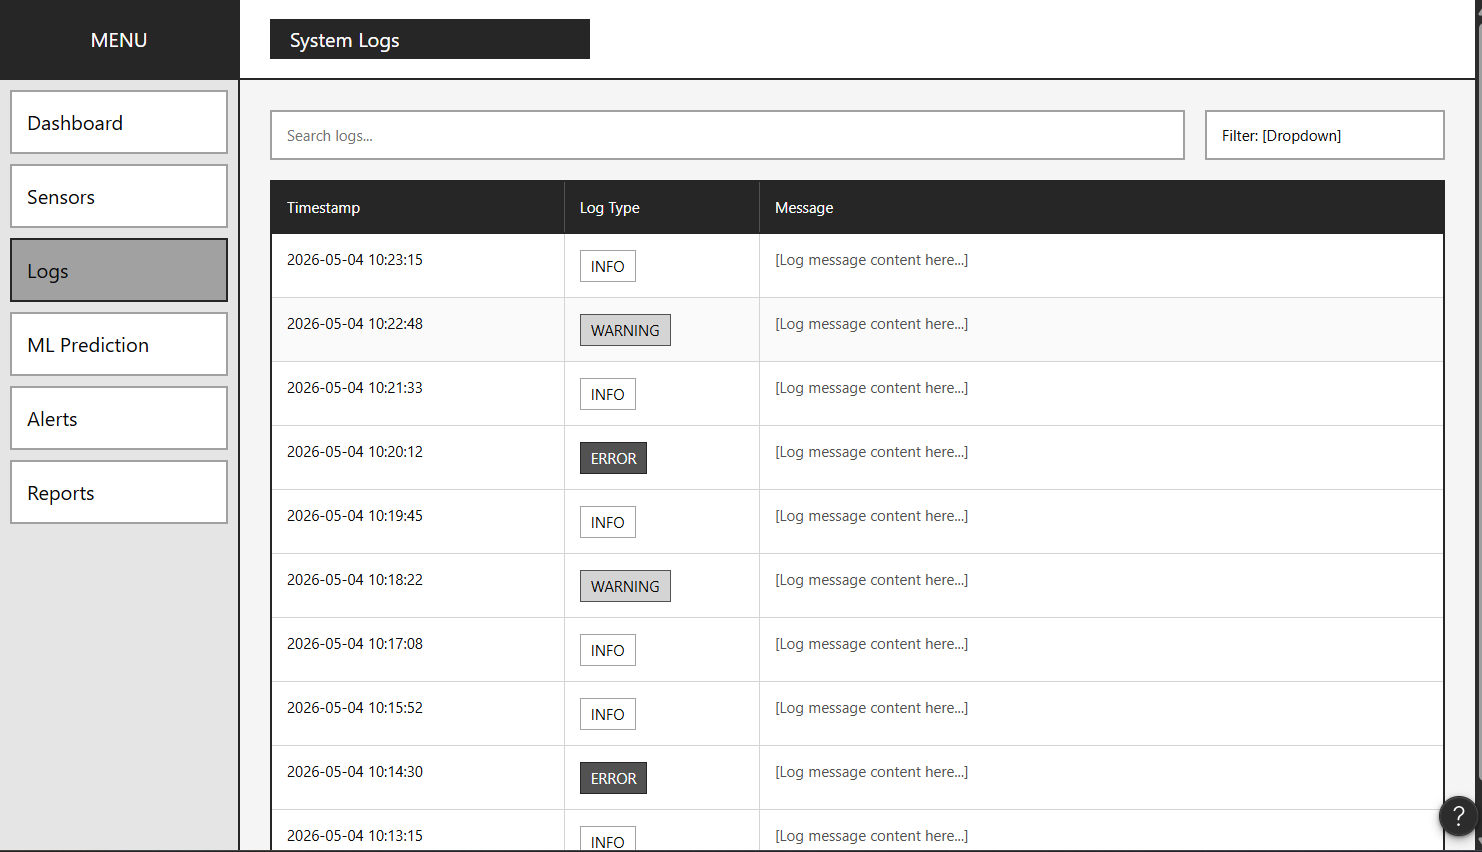 MENU
System Logs
Dashboard
Sensors
Logs
ML Prediction
Alerts
Reports
Search logs...
Filter: [Dropdown]
Timestamp Log Type Message
2026-05-04 10:23:15 INFO [Log message content here...]
2026-05-04 10:22:48 WARNING [Log message content here...]
2026-05-04 10:21:33 INFO [Log message content here...]
2026-05-04 10:20:12 ERROR [Log message content here...]
2026-05-04 10:19:45 INFO [Log message content here...]
2026-05-04 10:18:22 WARNING [Log message content here...]
2026-05-04 10:17:08 INFO [Log message content here...]
2026-05-04 10:15:52 INFO [Log message content here...]
2026-05-04 10:14:30 ERROR [Log message content here...]
2026-05-04 10:13:15 INFO [Log message content here...]
?